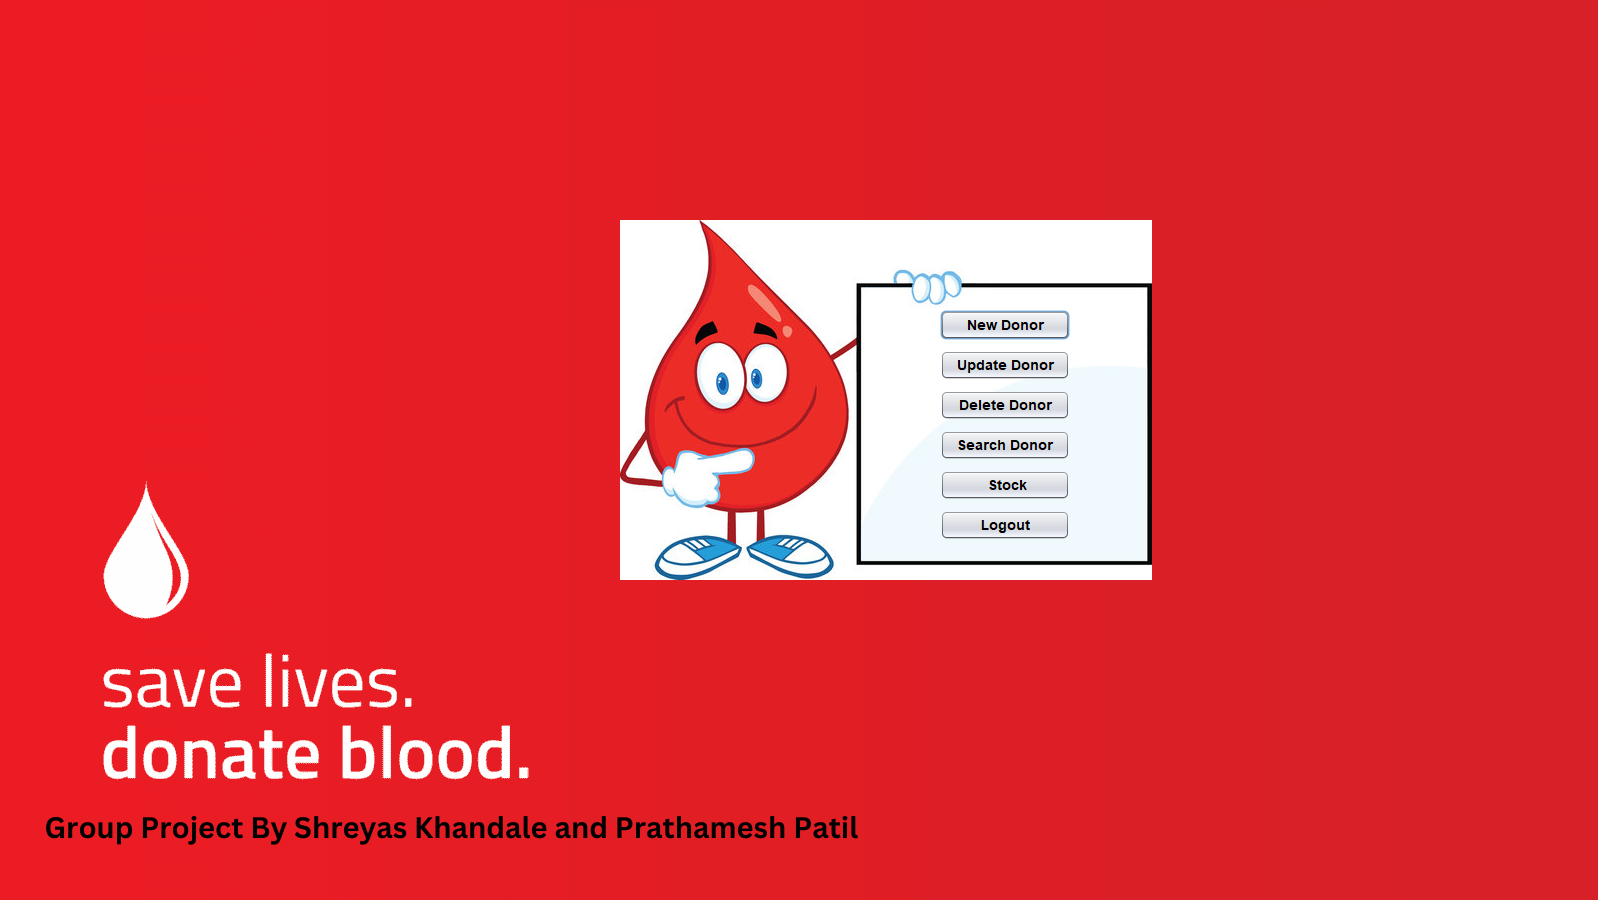 New Donor
Update Donor
Delete Donor
Search Donor
Stock
Logout
save lives.
donate blood.
Group Project By Shreyas Khandale and Prathamesh Patil